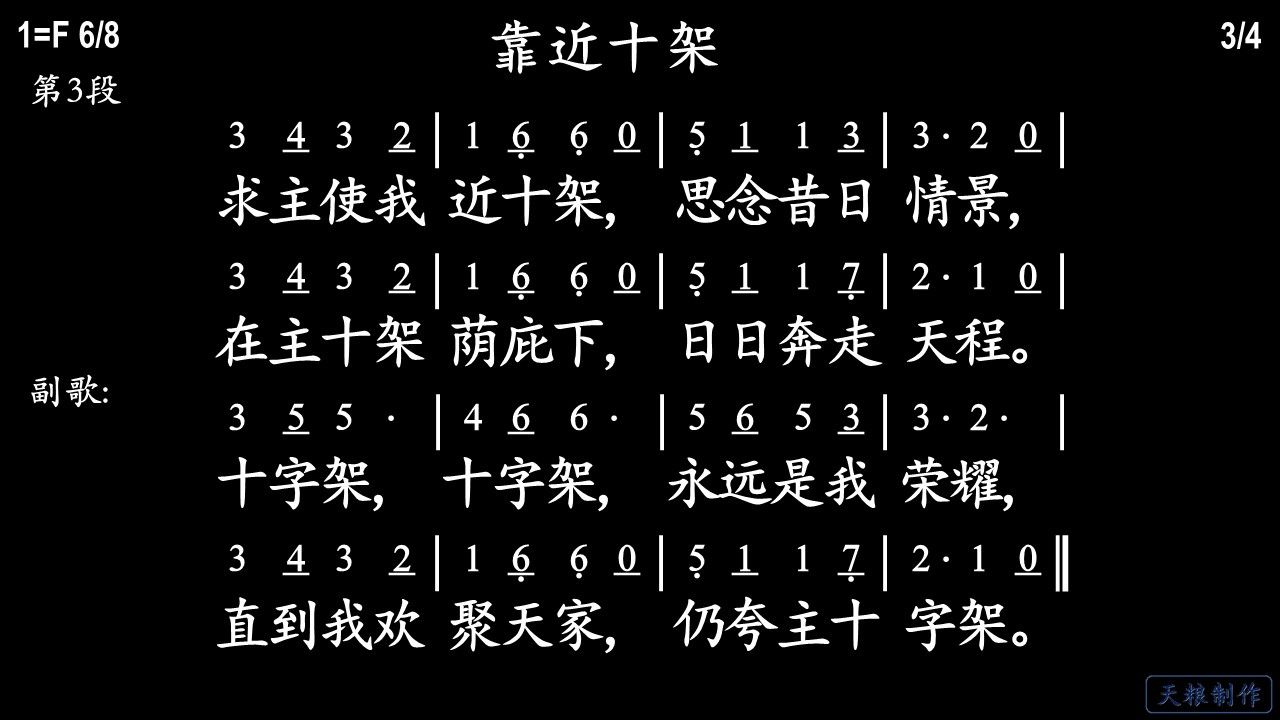 1=F 6/8
靠近十架
3/4
第3段
3 4 3 2 | 1 6̣ 6̣ 0 | 5̣ 1 1 3 | 3· 2 0 |
求主使我 近十架, 思念昔日 情景,
3 4 3 2 | 1 6̣ 6̣ 0 | 5̣ 1 1 7̣ | 2· 1 0 |
在主十架 荫庇下, 日日奔走 天程。
副歌:
3 5 5 · | 4 6 6 · | 5 6 5 3 | 3· 2· |
十字架, 十字架, 永远是我 荣耀,
3 4 3 2 | 1 6̣ 6̣ 0 | 5̣ 1 1 7̣ | 2· 1 0 ‖
直到我欢 聚天家, 仍夸主十 字架。
天粮制作